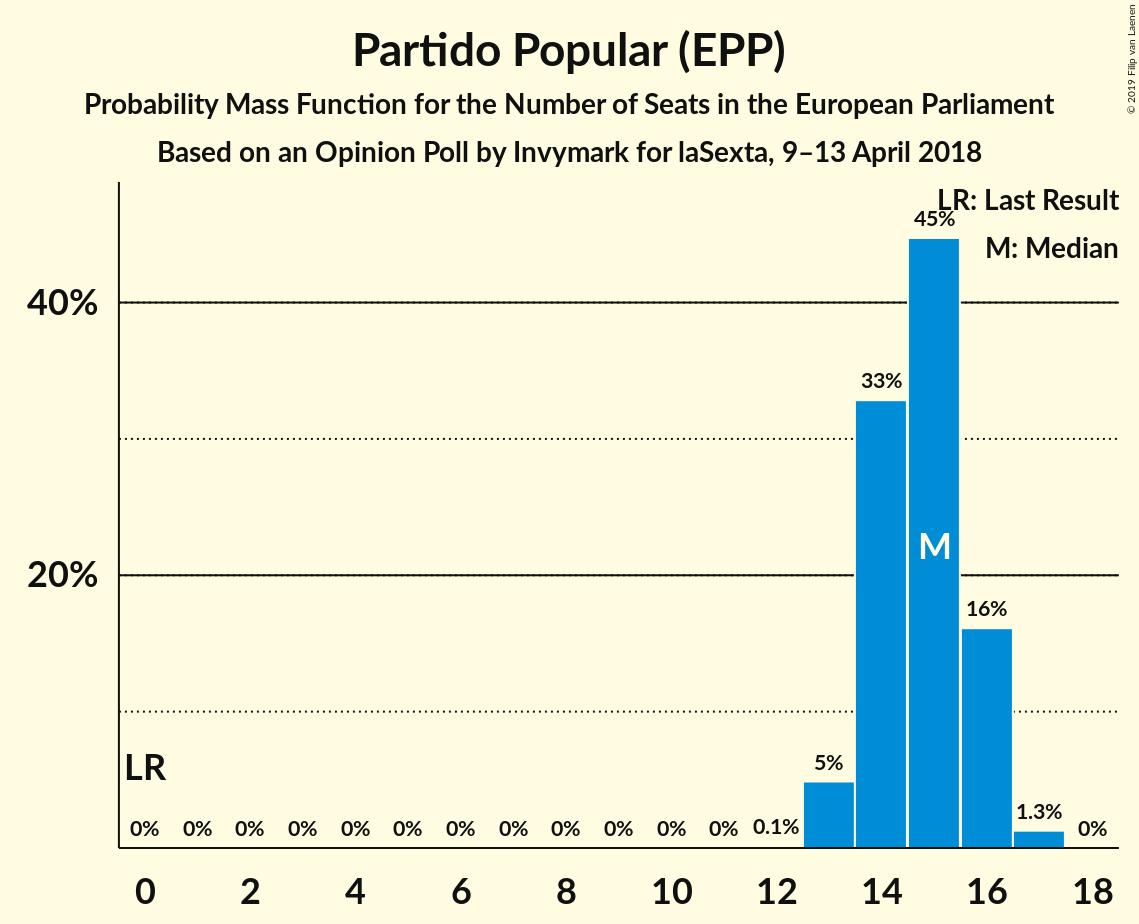 Partido Popular (EPP)
Probability Mass Function for the Number of Seats in the European Parliament
Based on an Opinion Poll by Invymark for laSexta, 9–13 April 2018
© 2019 Filip van Laenen
LR: Last Result
M: Median
45%
40%
33%
M
20%
16%
LR
5%
1.3%
0% 0% 0% 0% 0% 0% 0% 0% 0% 0% 0% 0% 0.1% 0%
0 2 4 6 8 10 12 14 16 18